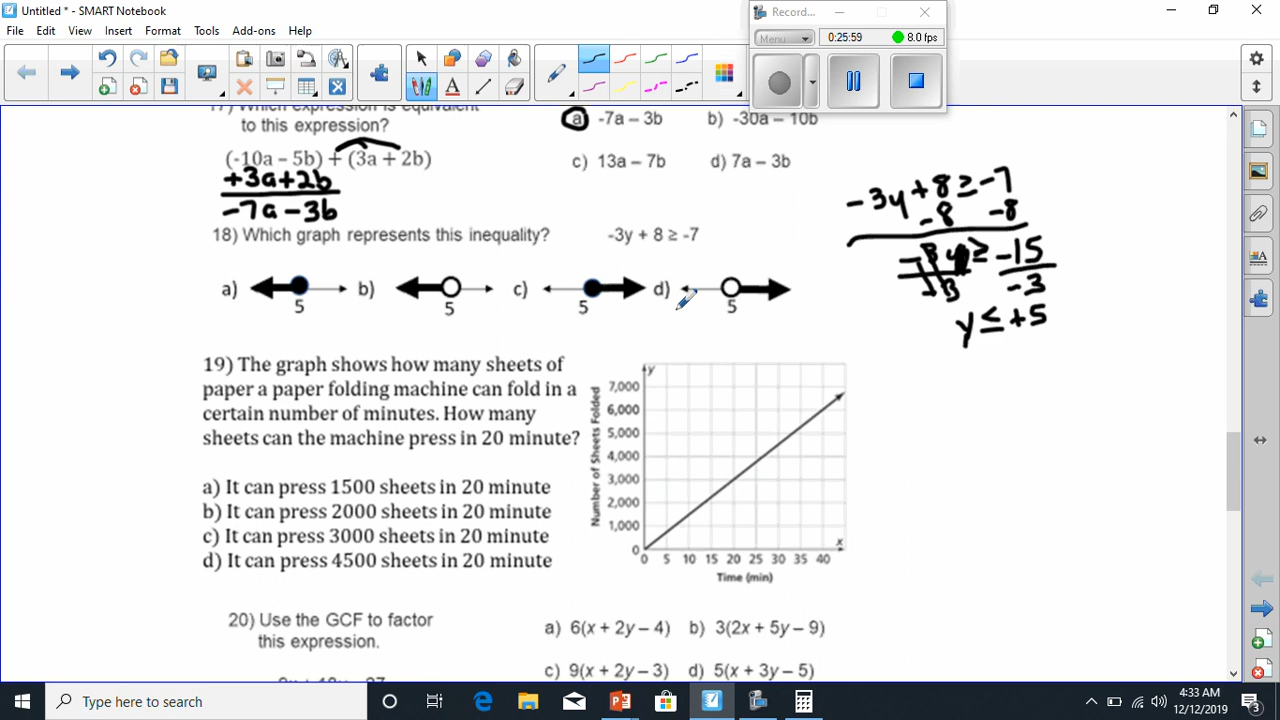 Untitled * - SMART Notebook
Record...
File Edit View Insert Format Tools Add-ons Help
Menu
0:25:59
8.0 fps
17) Which expression is equivalent
to this expression?
a) -7a – 3b b) -30a – 10b
(-10a – 5b) + (3a + 2b)
c) 13a – 7b d) 7a – 3b
+3a+2b
-7a-3b
18) Which graph represents this inequality? -3y + 8 ≥ -7
a) b) c) d)
5 5 5 5
-3y+8≥-7
-8 -8
-3y≥-15
-3 -3
y≤+5
19) The graph shows how many sheets of
paper a paper folding machine can fold in a
certain number of minutes. How many
sheets can the machine press in 20 minute?
a) It can press 1500 sheets in 20 minute
b) It can press 2000 sheets in 20 minute
c) It can press 3000 sheets in 20 minute
d) It can press 4500 sheets in 20 minute
Number of Sheets Folded
y
7,000
6,000
5,000
4,000
3,000
2,000
1,000
0
x
0 5 10 15 20 25 30 35 40
Time (min)
20) Use the GCF to factor
this expression.
a) 6(x + 2y – 4) b) 3(2x + 5y – 9)
c) 9(x + 2y – 3) d) 5(x + 3y – 5)
Type here to search
4:33 AM
12/12/2019
3